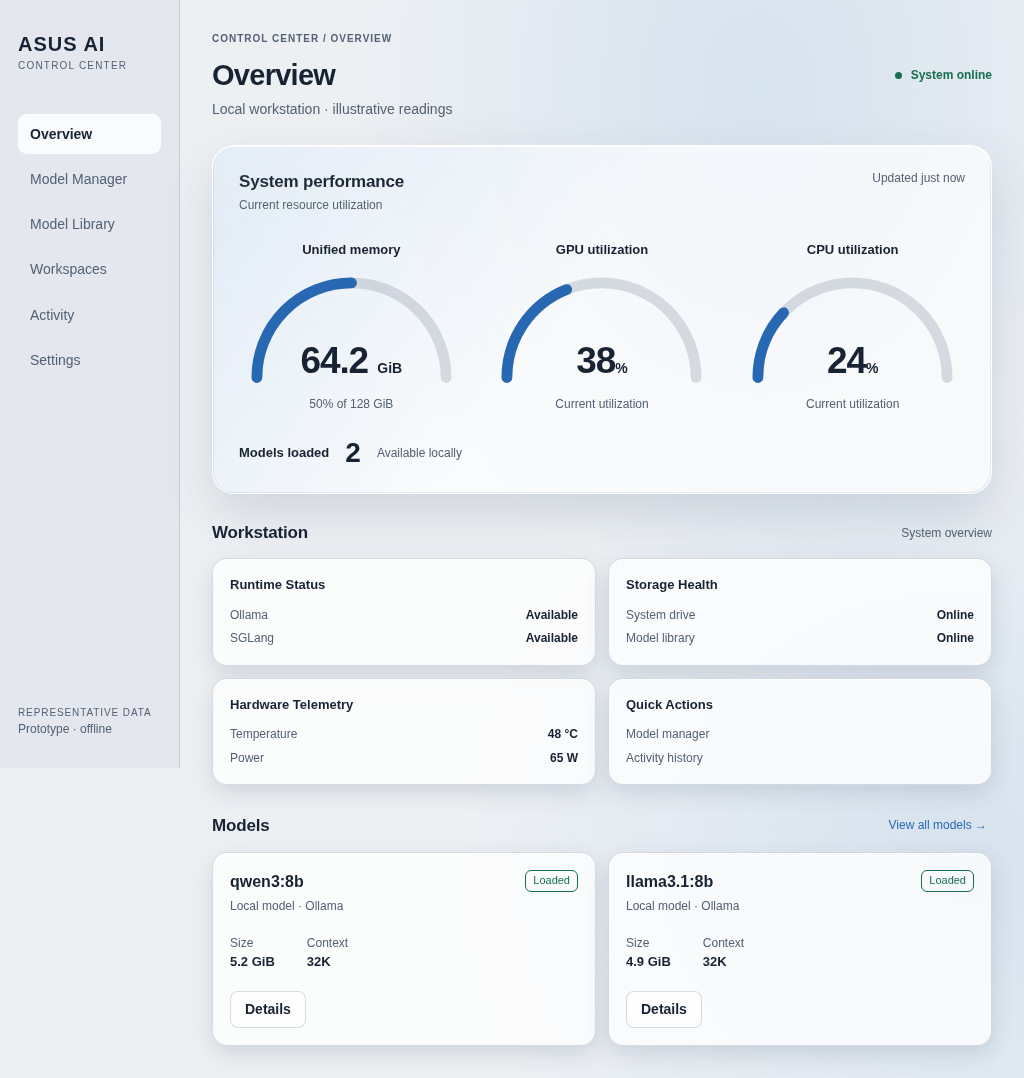 ASUS AI
CONTROL CENTER
Overview
Model Manager
Model Library
Workspaces
Activity
Settings
REPRESENTATIVE DATA
Prototype · offline
CONTROL CENTER / OVERVIEW
Overview
System online
Local workstation · illustrative readings
System performance
Updated just now
Current resource utilization
Unified memory
64.2 GiB
50% of 128 GiB
GPU utilization
38%
Current utilization
CPU utilization
24%
Current utilization
Models loaded 2 Available locally
Workstation
System overview
Runtime Status
Ollama Available
SGLang Available
Storage Health
System drive Online
Model library Online
Hardware Telemetry
Temperature 48 °C
Power 65 W
Quick Actions
Model manager
Activity history
Models
View all models →
qwen3:8b
Loaded
Local model · Ollama
Size Context
5.2 GiB 32K
Details
llama3.1:8b
Loaded
Local model · Ollama
Size Context
4.9 GiB 32K
Details